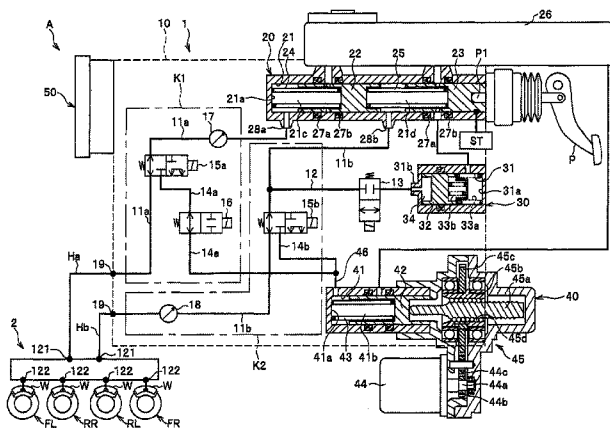 A
10
1
20
21
24
22
25
23
P1
26
50
K1
21a
17
11a
21c
27a
27b
21d
27a
27b
28a
28b
ST
P
W
15a
11b
12
13
31b
31
31a
30
14a
16
15b
34
32
33b
33a
11a
W
W
14a
14b
46
41
42
45c
45b
45a
40
Ha
19
19
18
11b
Hb
K2
41a
43
41b
45d
45
2
121
121
44
44c
44a
44b
122
122
122
122
W
W
W
W
FL
RR
RL
FR